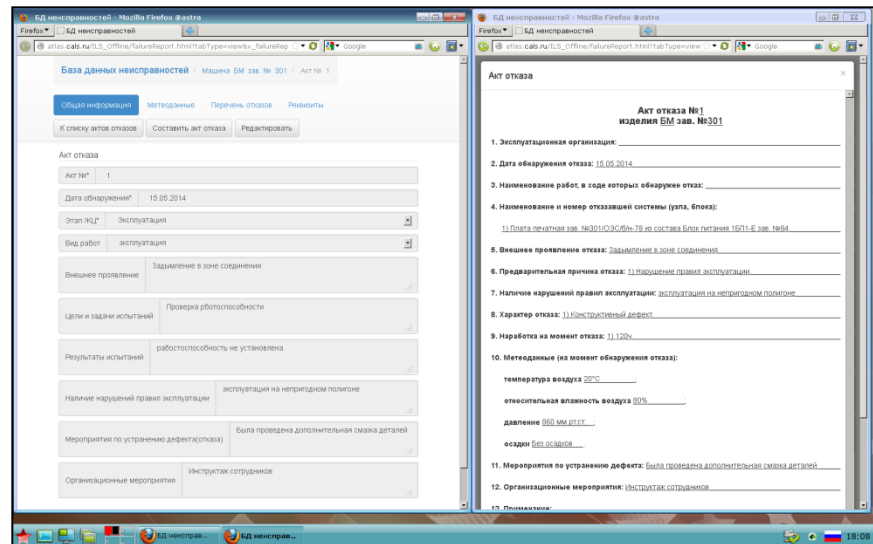 БД неисправностей - Mozilla Firefox @astra
Firefox БД неисправностей
atlas.cals.ru/ILS_Offline/failureReport.html?tabType=view&x_failureRep Google
База данных неисправностей / Машина БМ зав. № 301 / Акт № 1
Общая информация Метеоданные Перечень отказов Реквизиты
К списку актов отказов Составить акт отказа Редактировать
Акт отказа
Акт №* 1
Дата обнаружения* 15.05.2014
Этап ЖЦ* Эксплуатация
Вид работ эксплуатация
Внешнее проявление Задымление в зоне соединения
Цели и задачи испытаний Проверка рботоспособности
Результаты испытаний рабостоспособность не установлена
Наличие нарушений правил эксплуатации эксплуатация на непригодном полигоне
Мероприятия по устранению дефекта(отказа) Была проведена дополнительная смазка деталей
Организационные мероприятия Инструктаж сотрудников
БД неисправностей - Mozilla Firefox @astra
Firefox БД неисправностей
atlas.cals.ru/ILS_Offline/failureReport.html?tabType=view Google
Акт отказа ×
Акт отказа №1
изделия БМ зав. №301
1. Эксплуатационная организация:
2. Дата обнаружения отказа: 15.05.2014
3. Наименование работ, в ходе которых обнаружен отказ:
4. Наименование и номер отказавшей системы (узла, блока):
1) Плата печатная зав. №301/ОЭС/б/н-78 из состава Блок питания 1БП1-Е зав. №84
5. Внешнее проявление отказа: Задымление в зоне соединения
6. Предварительная причина отказа: 1) Нарушение правил эксплуатации
7. Наличие нарушений правил эксплуатации: эксплуатация на непригодном полигоне
8. Характер отказа: 1) Конструктивный дефект
9. Наработка на момент отказа: 1) 120ч
10. Метеоданные (на момент обнаружения отказа):
температура воздуха 20°C ;
относительная влажность воздуха 80% ;
давление 860 мм.рт.ст. ;
осадки Без осадков .
11. Мероприятия по устранению дефекта: Была проведена дополнительная смазка деталей
12. Организационные мероприятия: Инструктаж сотрудников
13. Примечание:
БД неисправ... БД неисправ... 18:08